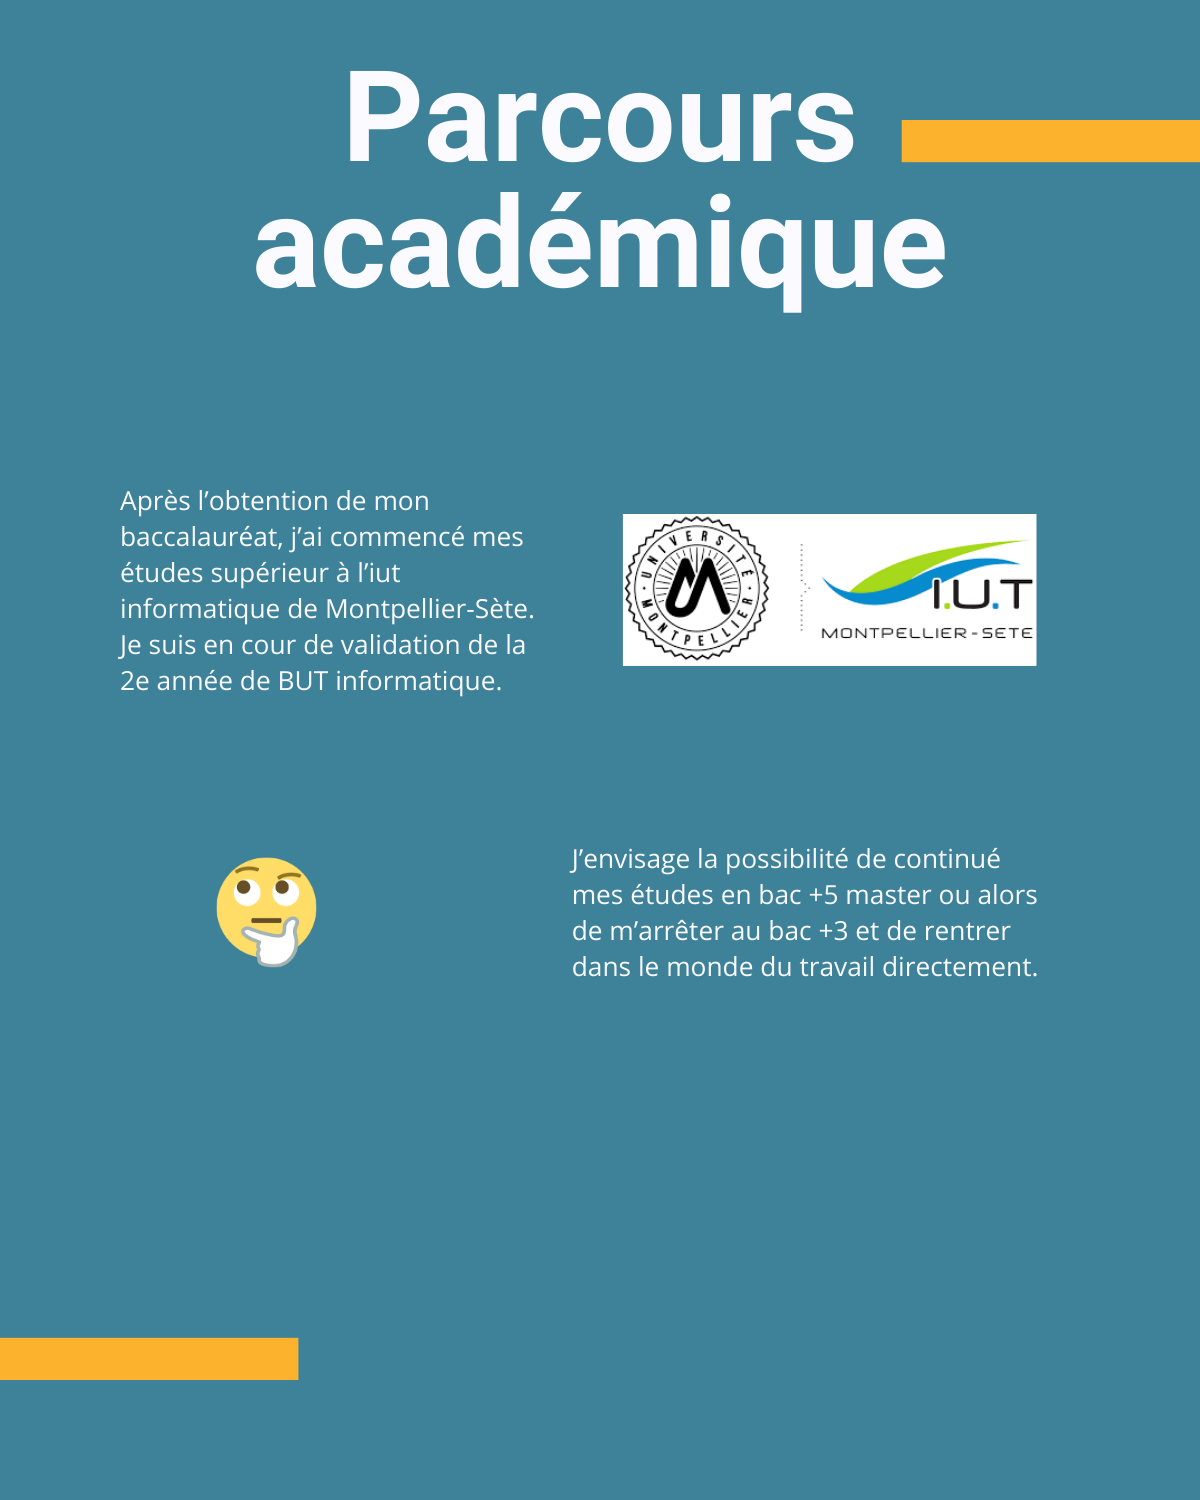 Parcours
académique
Après l’obtention de mon
baccalauréat, j’ai commencé mes
études supérieur à l’iut
informatique de Montpellier-Sète.
Je suis en cour de validation de la
2e année de BUT informatique.
UNIVERSITÉ
MONTPELLIER
I.U.T
MONTPELLIER-SETE
J’envisage la possibilité de continué
mes études en bac +5 master ou alors
de m’arrêter au bac +3 et de rentrer
dans le monde du travail directement.